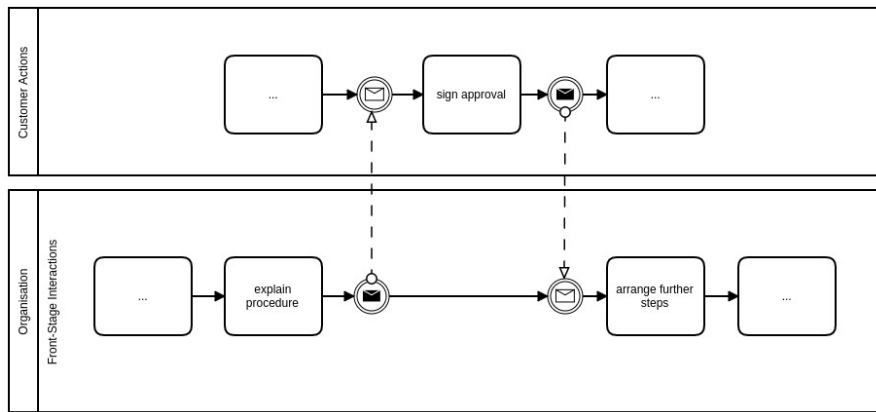 Customer Actions
...
sign approval
...
Organisation
Front-Stage Interactions
...
explain
procedure
arrange further
steps
...